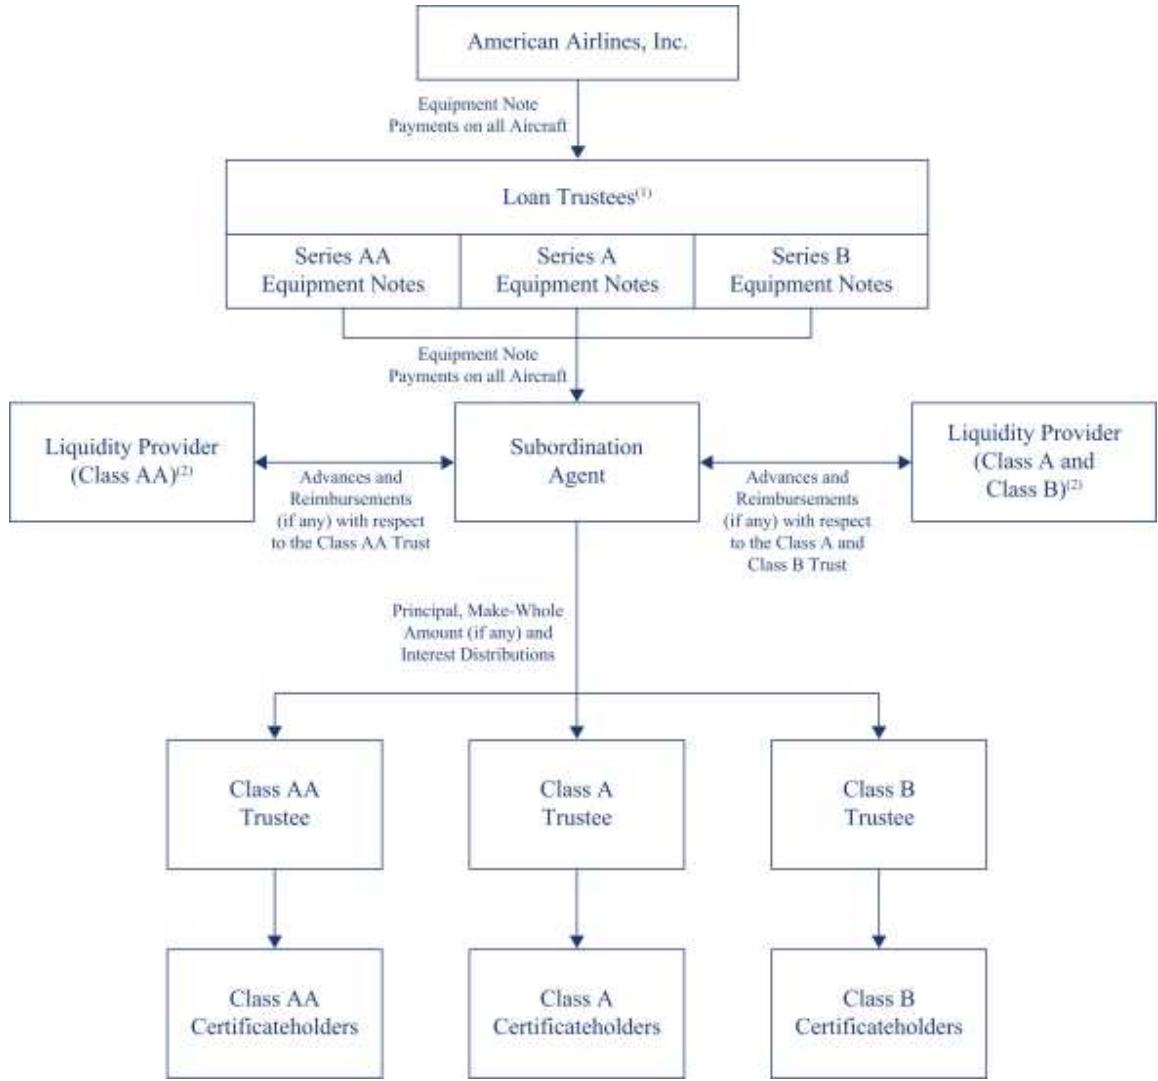 American Airlines, Inc.
Equipment Note
Payments on all Aircraft
Loan Trustees(1)
Series AA
Equipment Notes
Series A
Equipment Notes
Series B
Equipment Notes
Equipment Note
Payments on all Aircraft
Liquidity Provider
(Class AA)(2)
Subordination
Agent
Liquidity Provider
(Class A and
Class B)(2)
Advances and
Reimbursements
(if any) with respect
to the Class AA Trust
Advances and
Reimbursements
(if any) with respect
to the Class A and
Class B Trust
Principal, Make-Whole
Amount (if any) and
Interest Distributions
Class AA
Trustee
Class A
Trustee
Class B
Trustee
Class AA
Certificateholders
Class A
Certificateholders
Class B
Certificateholders